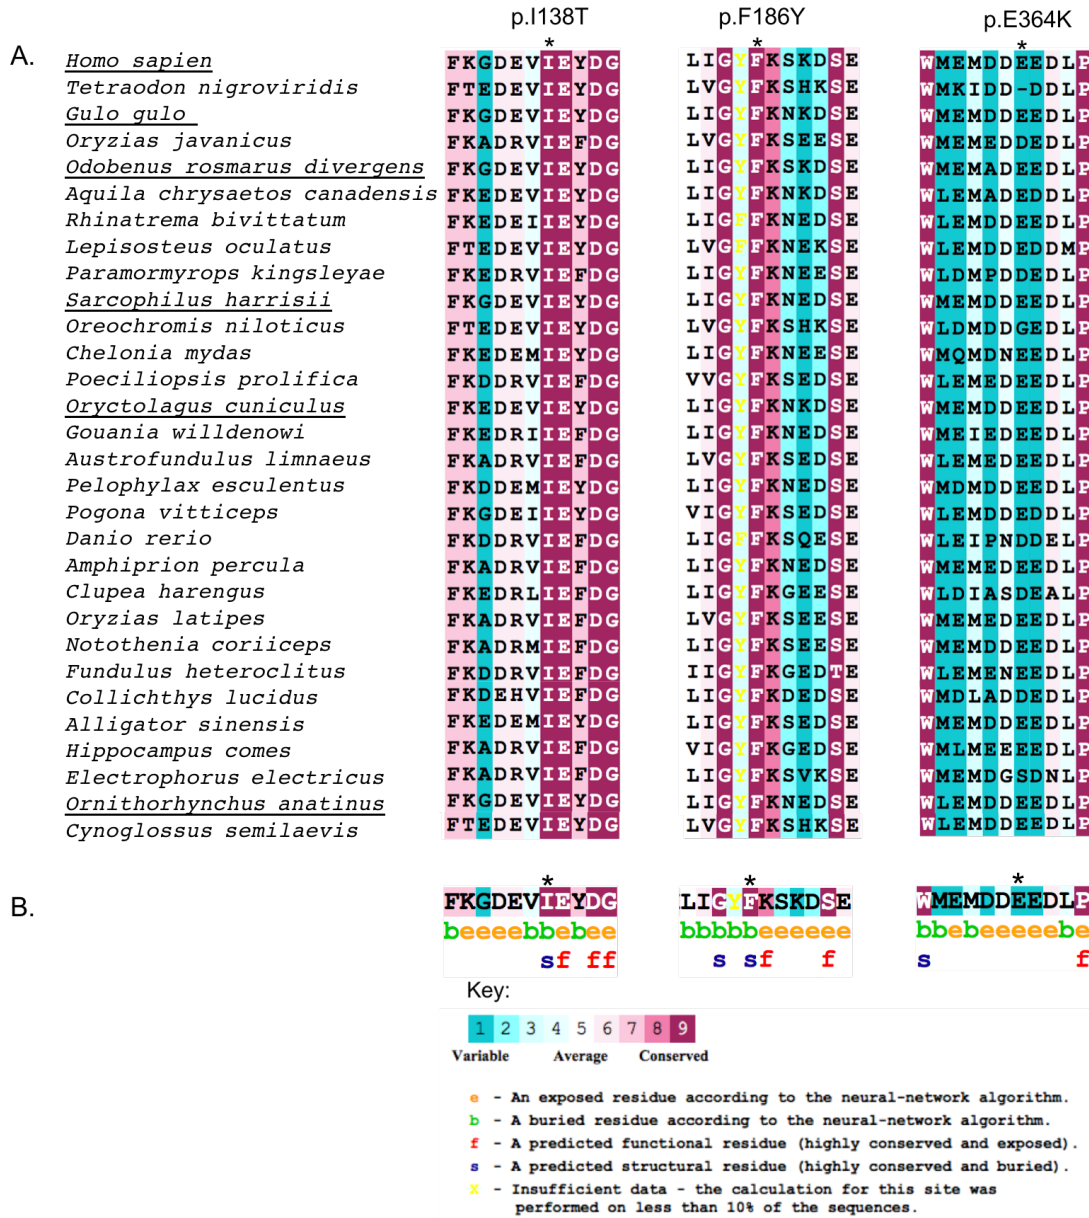 p.I138T p.F186Y p.E364K
A. * * *
Homo sapien FKGDEVIEYDG LIGYFKSKDSE WMEMDDEEDLP
Tetraodon nigroviridis FTEDEVIEYDG LVGYFKSHKSE WMKIDD-DDLP
Gulo gulo FKGDEVIEYDG LIGYFKNKDSE WMEMDDEEDLP
Oryzias javanicus FKADRVIEFDG LVGYFKSEESE WMEMDDEEDLP
Odobenus rosmarus divergens FKGDEVIEYDG LIGYFKSKDSE WMEMADEEDLP
Aquila chrysaetos canadensis FKEDEVIEYDG LIGYFKNKDSE WLEMADEEDLP
Rhinatrema bivittatum FKEDEIIEYDG LIGFFKNEDSE WLEMDDEEDLP
Lepisosteus oculatus FTEDEVIEYDG LVGFFKNEKSE WLEMDDEDDMP
Paramormyrops kingsleyae FKEDRVIEYDG LIGYFKNEESE WLDMPDDEDLP
Sarcophilus harrisii FKGDEVIEYDG LIGYFKNEDSE WMEMDDEEDLP
Oreochromis niloticus FTEDEVIEYDG LVGYFKSHKSE WLDMDDGEDLP
Chelonia mydas FKEDEMIEYDG LIGYFKNEESE WMQMDNEEDLP
Poeciliopsis prolifica FKDDRVIEFDG VVGYFKSEDSE WLEMEDEEDLP
Oryctolagus cuniculus FKEDEVIEYDG LIGYFKNKDSE WMEMDDEEDLP
Gouania willdenowi FKEDRIIEFDG LIGYFKNEDSE WMEIEDEEDLP
Austrofundulus limnaeus FKADRVIEFDG LVGYFKSEDSE WLEMDDEEDLP
Pelophylax esculentus FKDDEMIEYDG LIGYFKNEDSE WMDMDDEEDLP
Pogona vitticeps FKGDEIIEYDG VIGYFKSEDSE WMEMDDEEDLP
Danio rerio FKDDRVIEFDG LIGFFKSQESE WLEIPNDDELP
Amphiprion percula FKADRVIEFDG LIGYFKNEDSE WMEMEDEEDLP
Clupea harengus FKEDRLIEFDG LIGYFKGEESE WLDIASDEALP
Oryzias latipes FKADRVIEFDG LVGYFKSEESE WMEMDDEEDLP
Notothenia coriiceps FKADRMIEFDG LIGYFKSEESE WMEMKDEEDLP
Fundulus heteroclitus FKDDRVIEFDG IIGYFKGEDTE WLEMENEEDLP
Collichthys lucidus FKDEHVIEFDG LIGYFKDEDSE WMDLADDEDLP
Alligator sinensis FKEDEMIEYDG LIGYFKSEDSE WMEMDDEEDLP
Hippocampus comes FKADRVIEFDG VIGYFKGEDSE WMLMEEEEDLP
Electrophorus electricus FKADRVIEFDG LIGYFKSVKSE WMEMDGSDNLP
Ornithorhynchus anatinus FKGDEVIEYDG LIGYFKNEDSE WLEMDDEEDLP
Cynoglossus semilaevis FTEDEVIEYDG LVGYFKSHKSE WLEMDDEEDLP
* * *
B. FKGDEVIEYDG LIGYFKSKDSE WMEMDDEEDLP
beeeebbebee bbbbbeeeeee bbebeeeeebe
sf ff s sf f s f
Key:
1 2 3 4 5 6 7 8 9
Variable Average Conserved
e - An exposed residue according to the neural-network algorithm.
b - A buried residue according to the neural-network algorithm.
f - A predicted functional residue (highly conserved and exposed).
s - A predicted structural residue (highly conserved and buried).
X - Insufficient data - the calculation for this site was
performed on less than 10% of the sequences.